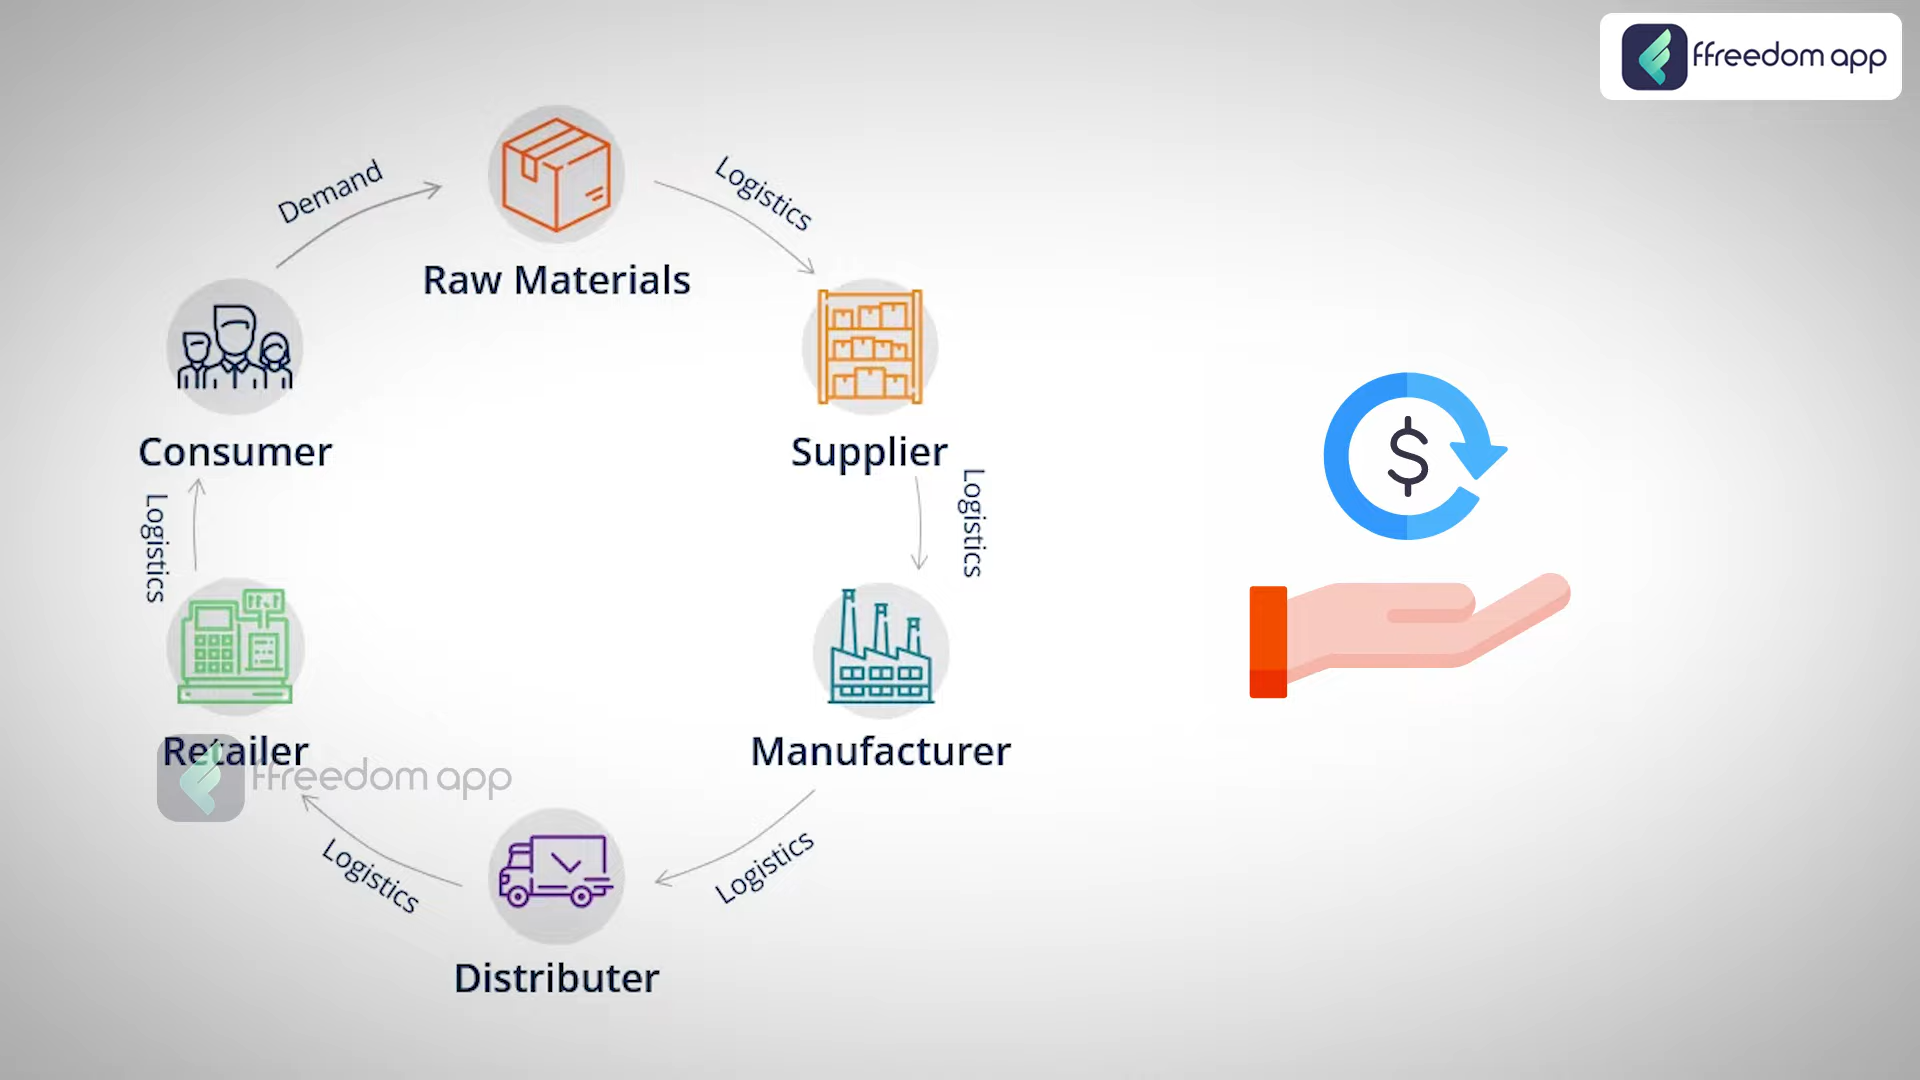 ffreedom app
Demand
Logistics
Raw Materials
Consumer
Supplier
Logistics
Logistics
Retailer
Manufacturer
ffreedom app
Logistics
Logistics
Distributer
$